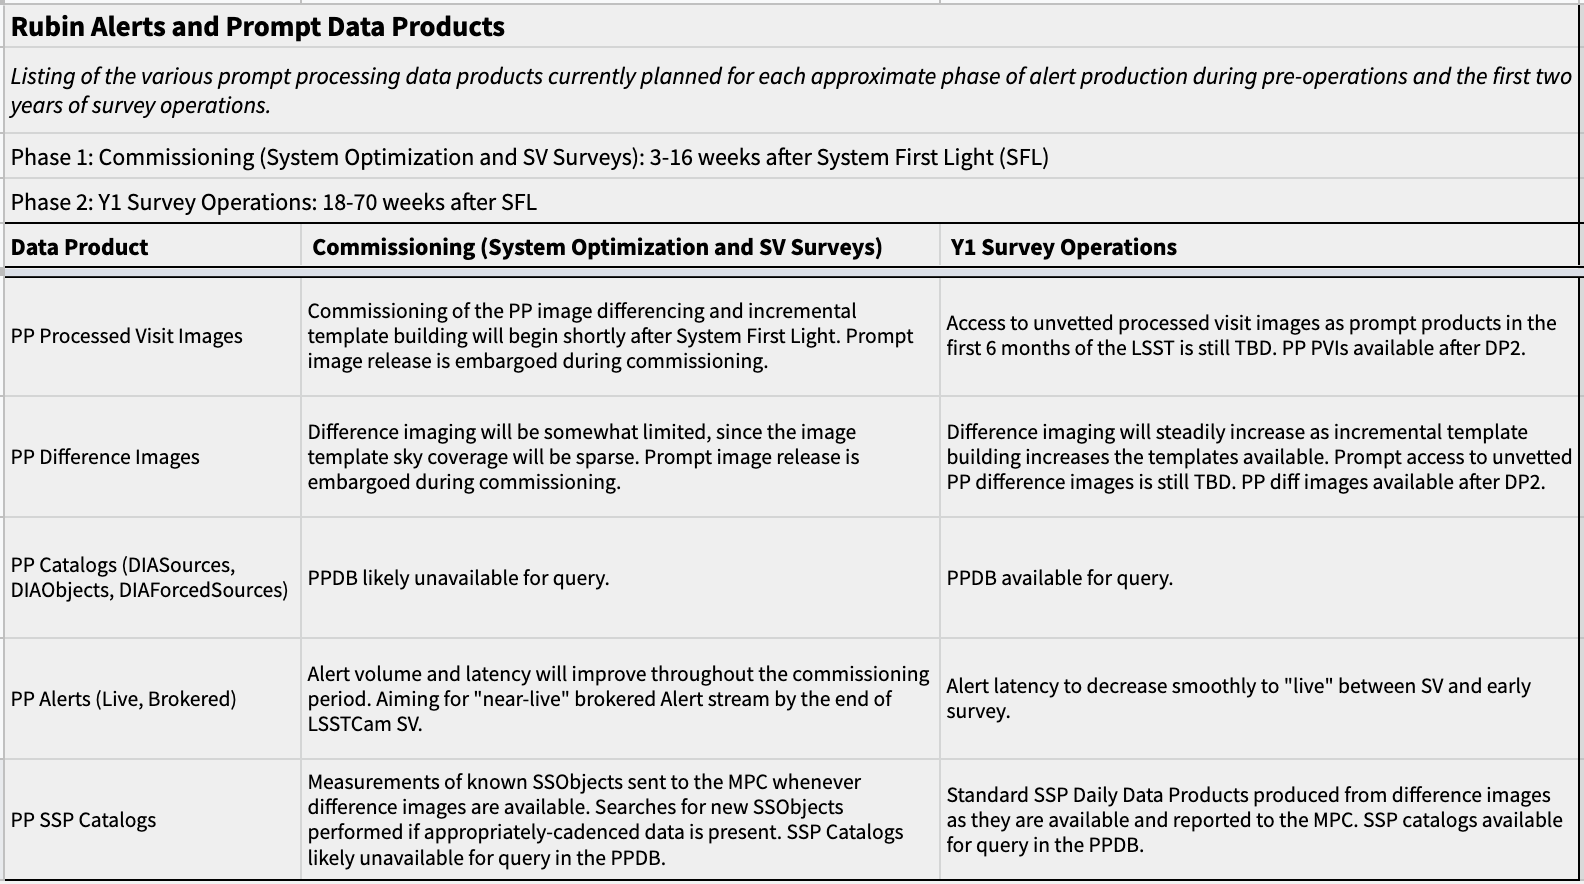 Rubin Alerts and Prompt Data Products
Listing of the various prompt processing data products currently planned for each approximate phase of alert production during pre-operations and the first two
years of survey operations.
Phase 1: Commissioning (System Optimization and SV Surveys): 3-16 weeks after System First Light (SFL)
Phase 2: Y1 Survey Operations: 18-70 weeks after SFL
Data Product
Commissioning (System Optimization and SV Surveys)
Y1 Survey Operations
PP Processed Visit Images
Commissioning of the PP image differencing and incremental
template building will begin shortly after System First Light. Prompt
image release is embargoed during commissioning.
Access to unvetted processed visit images as prompt products in the
first 6 months of the LSST is still TBD. PP PVIs available after DP2.
PP Difference Images
Difference imaging will be somewhat limited, since the image
template sky coverage will be sparse. Prompt image release is
embargoed during commissioning.
Difference imaging will steadily increase as incremental template
building increases the templates available. Prompt access to unvetted
PP difference images is still TBD. PP diff images available after DP2.
PP Catalogs (DIASources,
DIAObjects, DIAForcedSources)
PPDB likely unavailable for query.
PPDB available for query.
PP Alerts (Live, Brokered)
Alert volume and latency will improve throughout the commissioning
period. Aiming for "near-live" brokered Alert stream by the end of
LSSTCam SV.
Alert latency to decrease smoothly to "live" between SV and early
survey.
PP SSP Catalogs
Measurements of known SSObjects sent to the MPC whenever
difference images are available. Searches for new SSObjects
performed if appropriately-cadenced data is present. SSP Catalogs
likely unavailable for query in the PPDB.
Standard SSP Daily Data Products produced from difference images
as they are available and reported to the MPC. SSP catalogs available
for query in the PPDB.